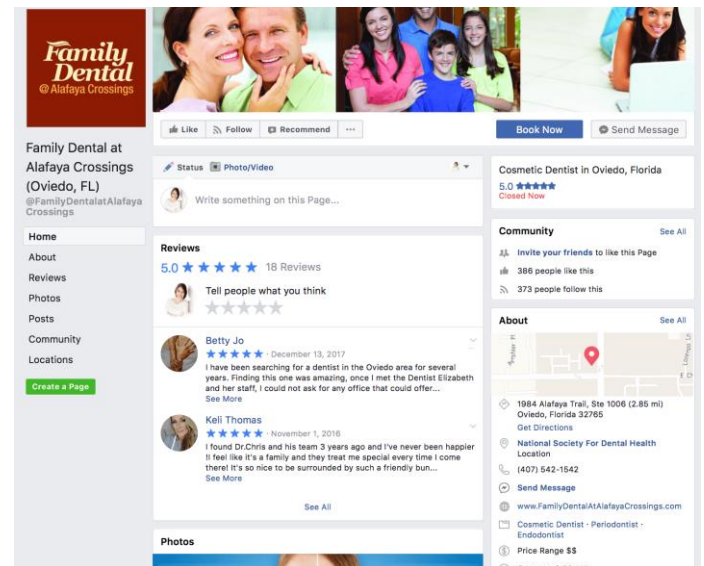 Family
Dental
@ Alafaya Crossings
Family Dental at
Alafaya Crossings
(Oviedo, FL)
@FamilyDentalatAlafaya
Crossings
Home
About
Reviews
Photos
Posts
Community
Locations
Create a Page
Like
Follow
Recommend
Book Now
Send Message
Status
Photo/Video
Write something on this Page...
Reviews
5.0 18 Reviews
Tell people what you think
Betty Jo
· December 13, 2017
I have been searching for a dentist in the Oviedo area for several
years. Finding this one was amazing, once I met the Dentist Elizabeth
and her staff, I could not ask for any office that could offer...
See More
Keli Thomas
· November 1, 2016
I found Dr.Chris and his team 3 years ago and I've never been happier
!I feel like it's a family and they treat me special every time I come
there! It's so nice to be surrounded by such a friendly bun...
See More
See All
Photos
Cosmetic Dentist in Oviedo, Florida
5.0
Closed Now
Community See All
Invite your friends to like this Page
386 people like this
373 people follow this
About See All
1984 Alafaya Trail, Ste 1006 (2.85 mi)
Oviedo, Florida 32765
Get Directions
National Society For Dental Health
Location
(407) 542-1542
Send Message
www.FamilyDentalAtAlafayaCrossings.com
Cosmetic Dentist · Periodontist ·
Endodontist
Price Range $$